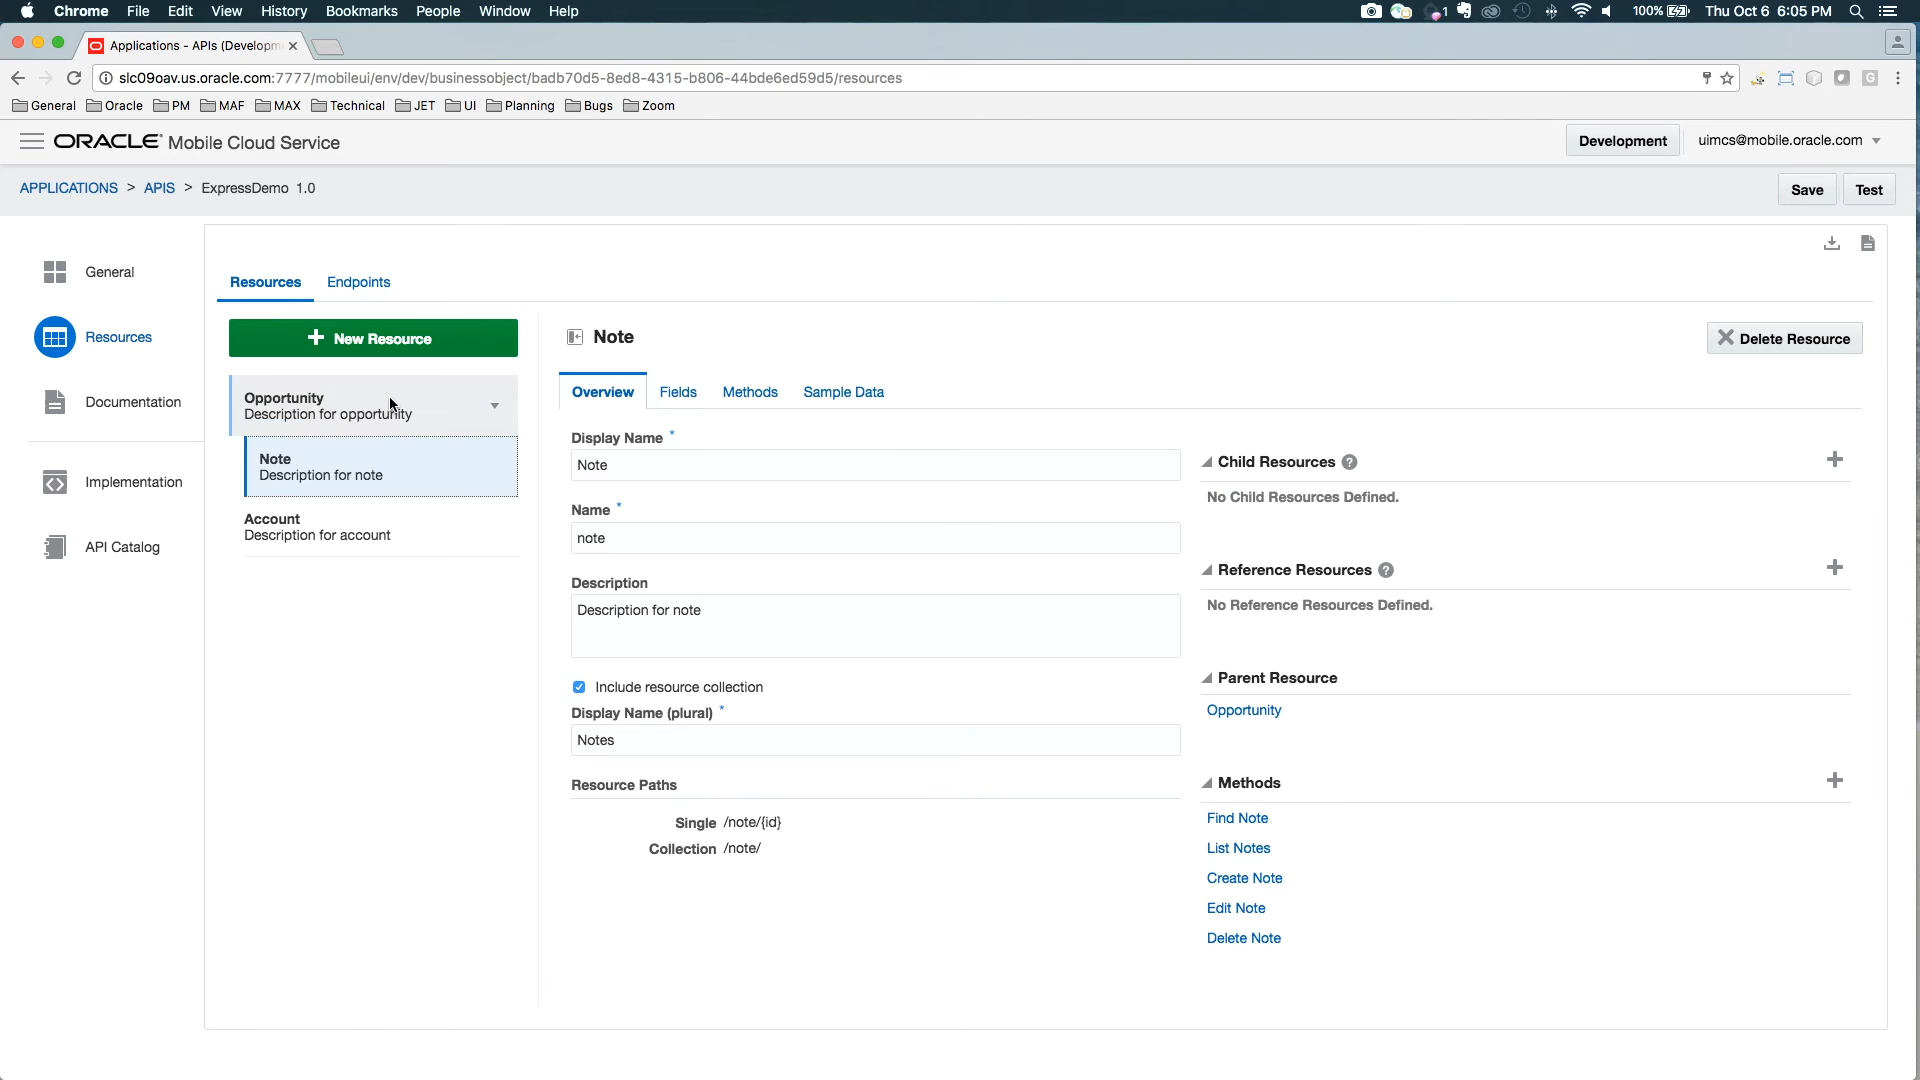 Chrome File Edit View History Bookmarks People Window Help 1 100% Thu Oct 6 6:05 PM
Applications - APIs (Developm
slc09oav.us.oracle.com:7777/mobileui/env/dev/businessobject/badb70d5-8ed8-4315-b806-44bde6ed59d5/resources
General Oracle PM MAF MAX Technical JET UI Planning Bugs Zoom
ORACLE Mobile Cloud Service Development uimcs@mobile.oracle.com
APPLICATIONS > APIS > ExpressDemo 1.0 Save Test
General
Resources
Documentation
Implementation
API Catalog
Resources Endpoints
+ New Resource
Opportunity
Description for opportunity
Note
Description for note
Account
Description for account
Note
Delete Resource
Overview Fields Methods Sample Data
Display Name *
Note
Name *
note
Description
Description for note
Include resource collection
Display Name (plural) *
Notes
Resource Paths
Single /note/{id}
Collection /note/
Child Resources ?
No Child Resources Defined.
Reference Resources ?
No Reference Resources Defined.
Parent Resource
Opportunity
Methods
Find Note
List Notes
Create Note
Edit Note
Delete Note